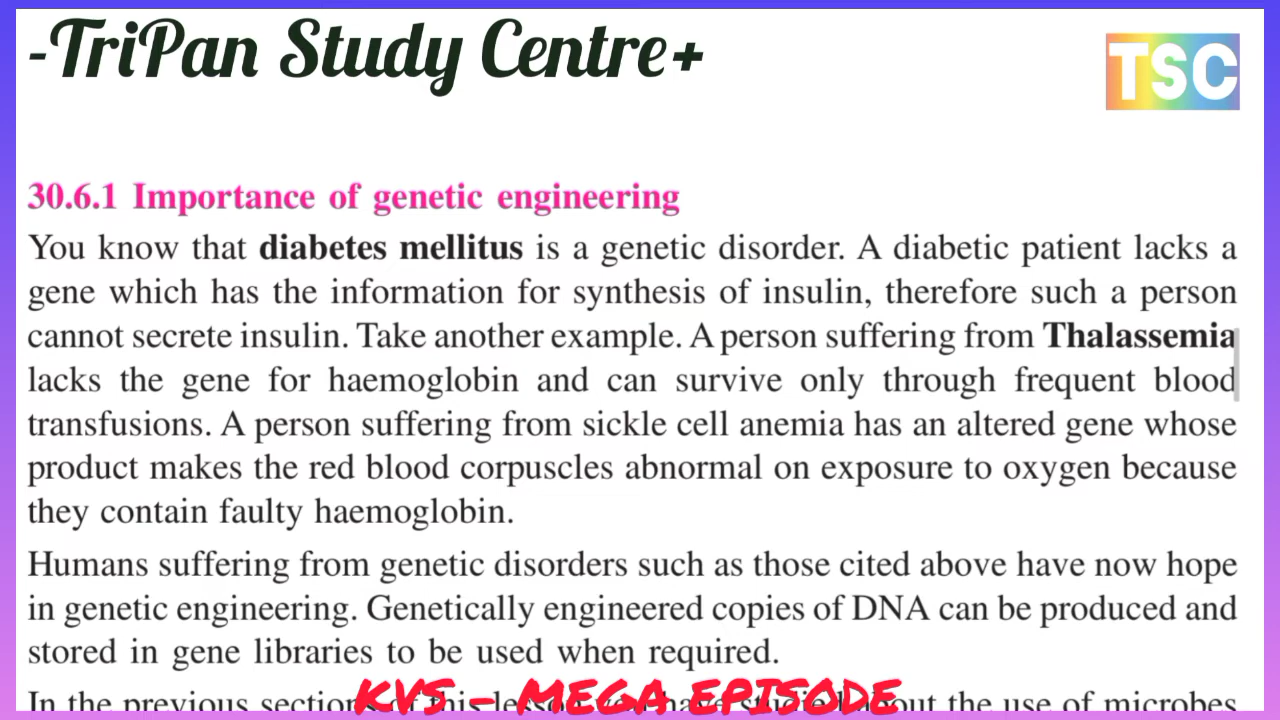 -TriPan Study Centre+
TSC
30.6.1 Importance of genetic engineering
You know that diabetes mellitus is a genetic disorder. A diabetic patient lacks a
gene which has the information for synthesis of insulin, therefore such a person
cannot secrete insulin. Take another example. A person suffering from Thalassemia
lacks the gene for haemoglobin and can survive only through frequent blood
transfusions. A person suffering from sickle cell anemia has an altered gene whose
product makes the red blood corpuscles abnormal on exposure to oxygen because
they contain faulty haemoglobin.
Humans suffering from genetic disorders such as those cited above have now hope
in genetic engineering. Genetically engineered copies of DNA can be produced and
stored in gene libraries to be used when required.
In the previous section of this lesson you have studied about the use of microbes
KVS - MEGA EPISODE